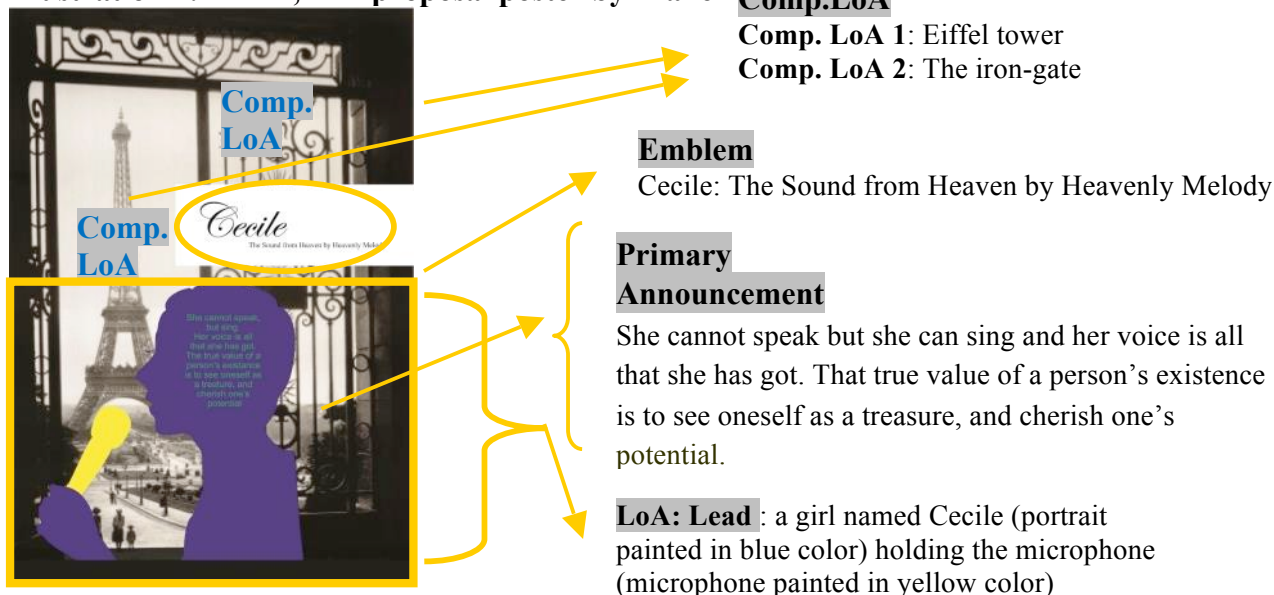 proposal poster by
Comp.LoA
Comp. LoA 1: Eiffel tower
Comp. LoA 2: The iron-gate
Comp.
LoA
Emblem
Cecile: The Sound from Heaven by Heavenly Melody
Cecile
The Sound from Heaven by Heavenly
Comp.
LoA
Primary
Announcement
She cannot speak but she can sing and her voice is all
that she has got. That true value of a person's existence
is to see oneself as a treasure, and cherish one's
potential.
She cannot speak,
but sing
Her voice is all
that she has got.
The true value of a
person's existance
is to see oneself as
a treature, and
cherish one's
potential
LoA: Lead : a girl named Cecile (portrait
painted in blue color) holding the microphone
(microphone painted in yellow color)